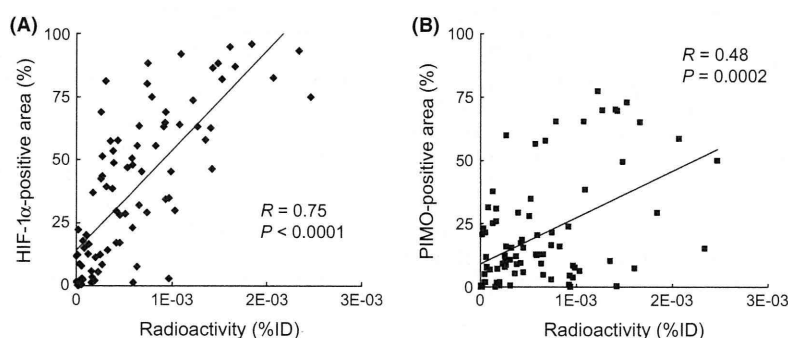 (A)
100
75
50
25
0
HIF-1α-positive area (%)
R = 0.75
P < 0.0001
0
1E-03
2E-03
3E-03
Radioactivity (%ID)
(B)
100
75
50
25
0
PIMO-positive area (%)
R = 0.48
P = 0.0002
0
1E-03
2E-03
3E-03
Radioactivity (%ID)